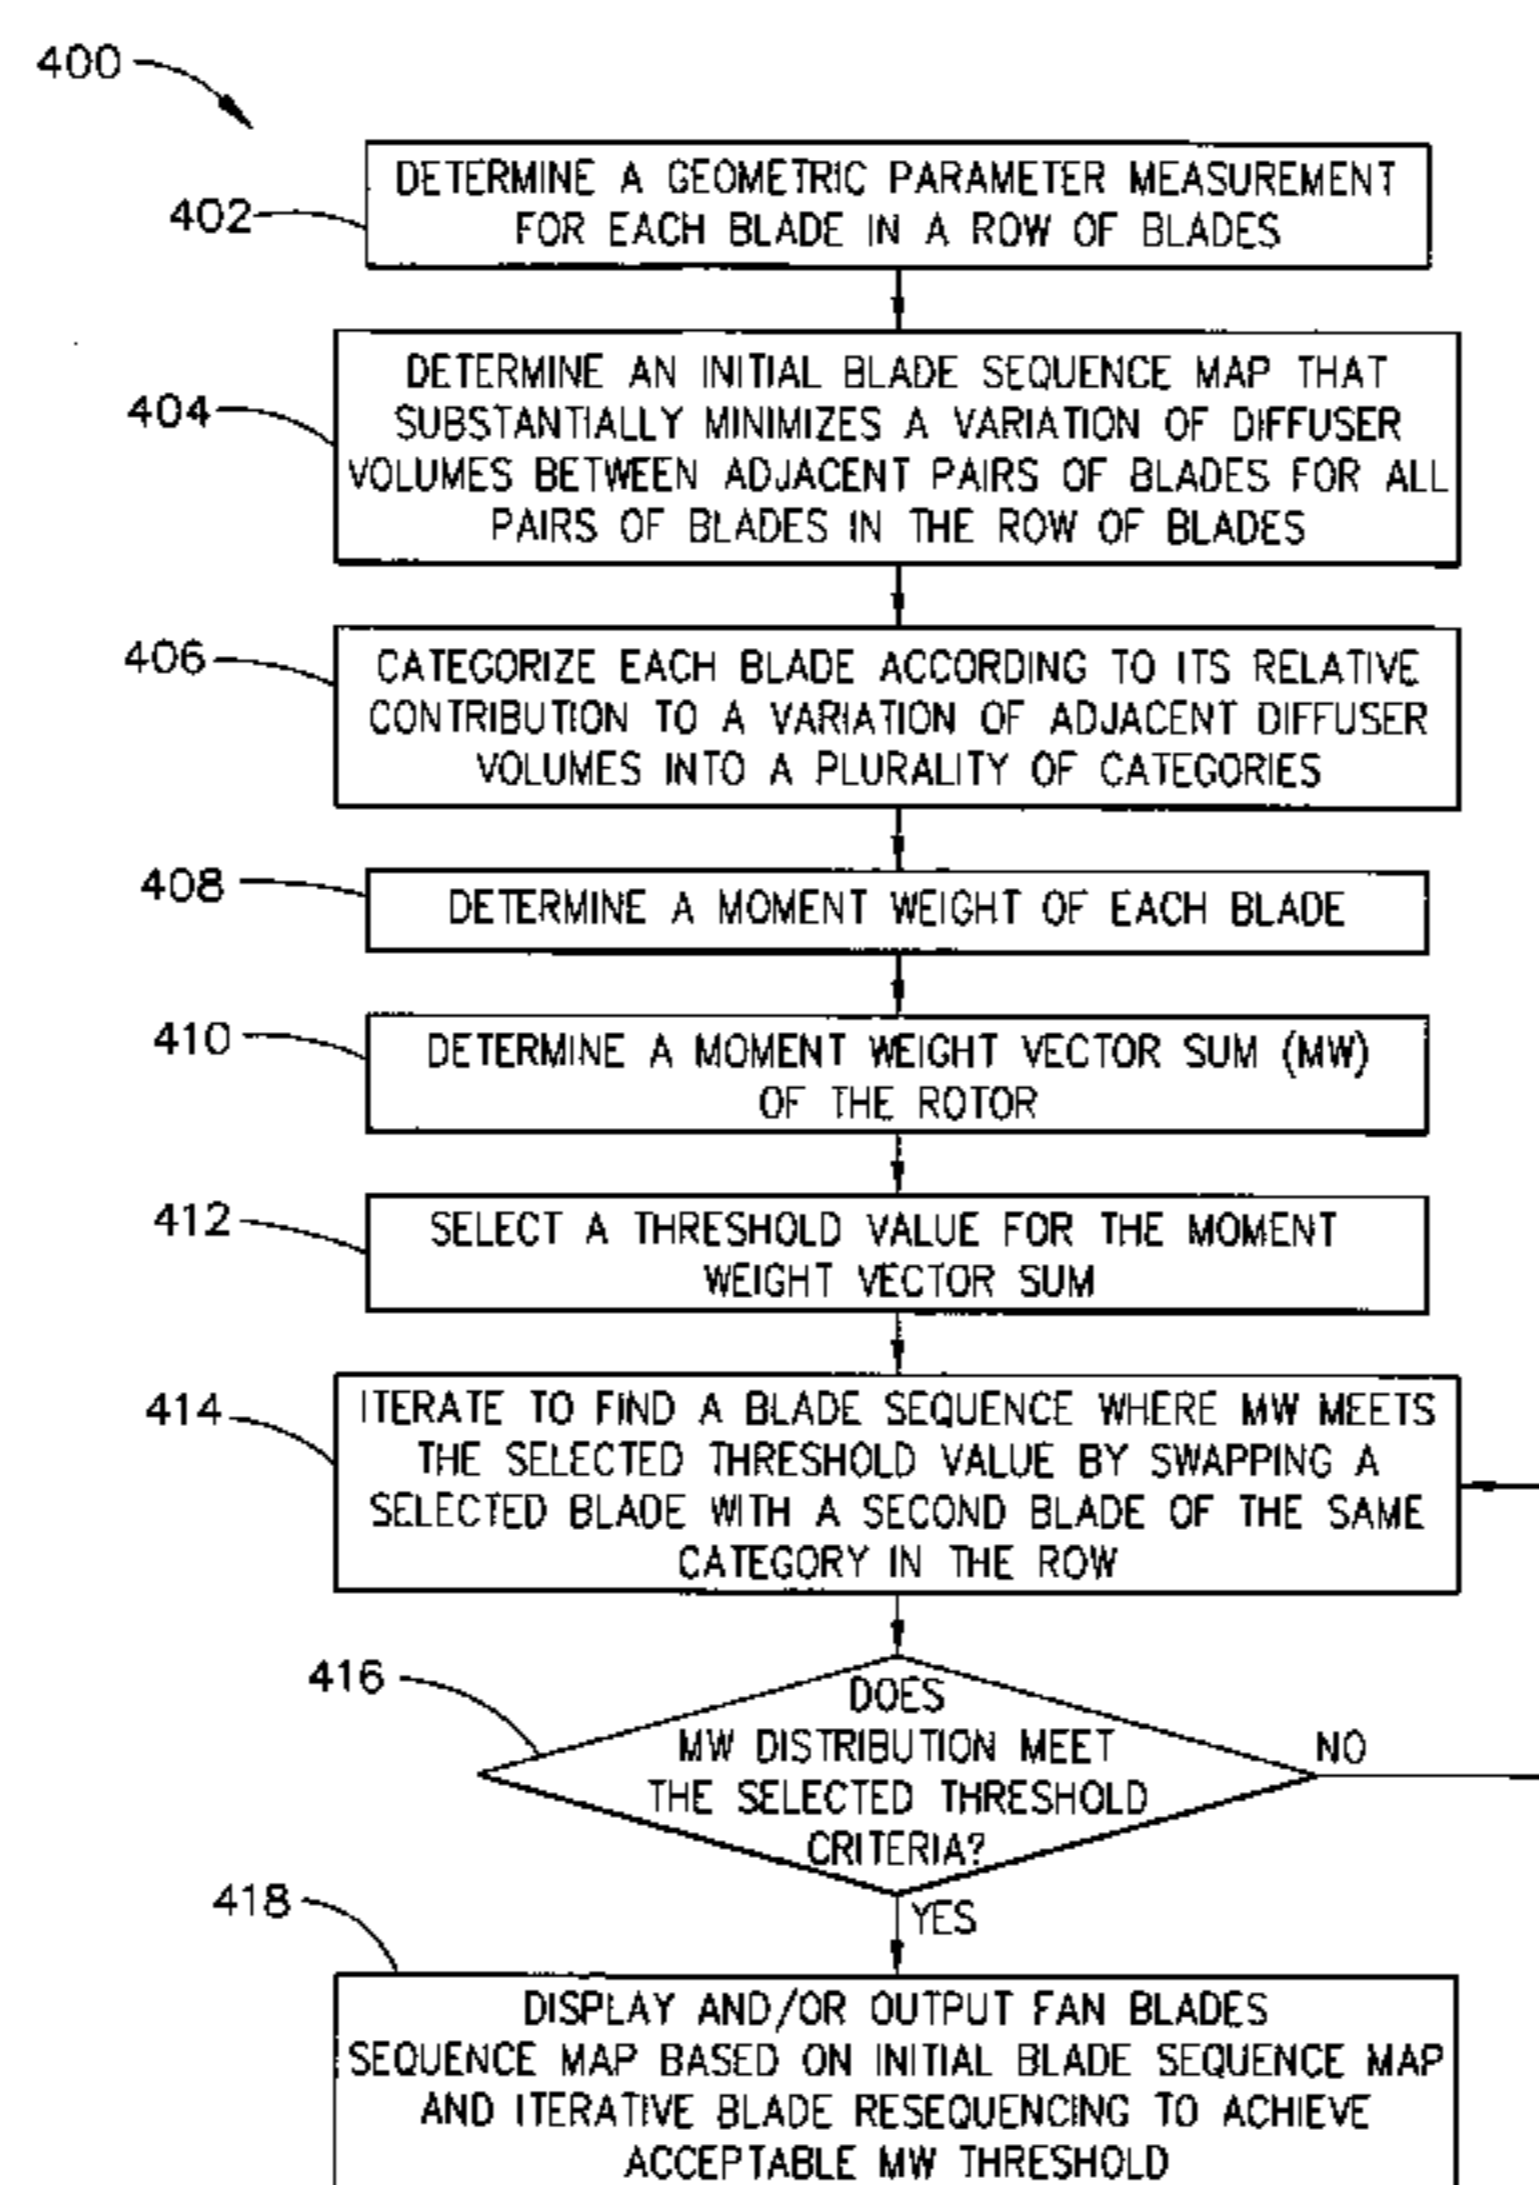 400
402
DETERMINE A GEOMETRIC PARAMETER MEASUREMENT
FOR EACH BLADE IN A ROW OF BLADES
404
DETERMINE AN INITIAL BLADE SEQUENCE MAP THAT
SUBSTANTIALLY MINIMIZES A VARIATION OF DIFFUSER
VOLUMES BETWEEN ADJACENT PAIRS OF BLADES FOR ALL
PAIRS OF BLADES IN THE ROW OF BLADES
406
CATEGORIZE EACH BLADE ACCORDING TO ITS RELATIVE
CONTRIBUTION TO A VARIATION OF ADJACENT DIFFUSER
VOLUMES INTO A PLURALITY OF CATEGORIES
408
DETERMINE A MOMENT WEIGHT OF EACH BLADE
410
DETERMINE A MOMENT WEIGHT VECTOR SUM (MW)
OF THE ROTOR
412
SELECT A THRESHOLD VALUE FOR THE MOMENT
WEIGHT VECTOR SUM
414
ITERATE TO FIND A BLADE SEQUENCE WHERE MW MEETS
THE SELECTED THRESHOLD VALUE BY SWAPPING A
SELECTED BLADE WITH A SECOND BLADE OF THE SAME
CATEGORY IN THE ROW
416
DOES
MW DISTRIBUTION MEET
THE SELECTED THRESHOLD
CRITERIA?
NO
YES
418
DISPLAY AND/OR OUTPUT FAN BLADES
SEQUENCE MAP BASED ON INITIAL BLADE SEQUENCE MAP
AND ITERATIVE BLADE RESEQUENCING TO ACHIEVE
ACCEPTABLE MW THRESHOLD